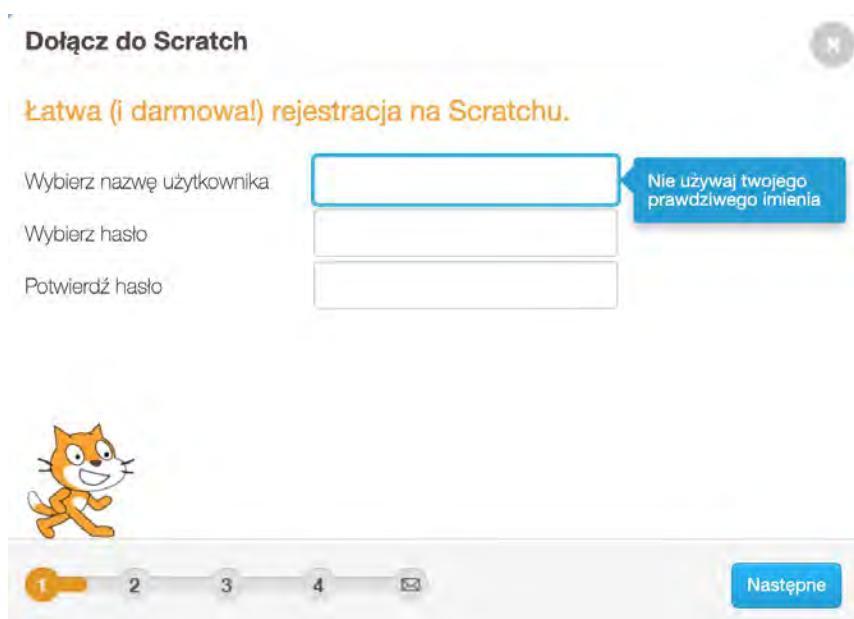 Dołącz do Scratch
Łatwa (i darmowa!) rejestracja na Scratchu.
Wybierz nazwę użytkownika
Nie używaj twojego
prawdziwego imienia
Wybierz hasło
Potwierdź hasło
1 2 3 4
Następne